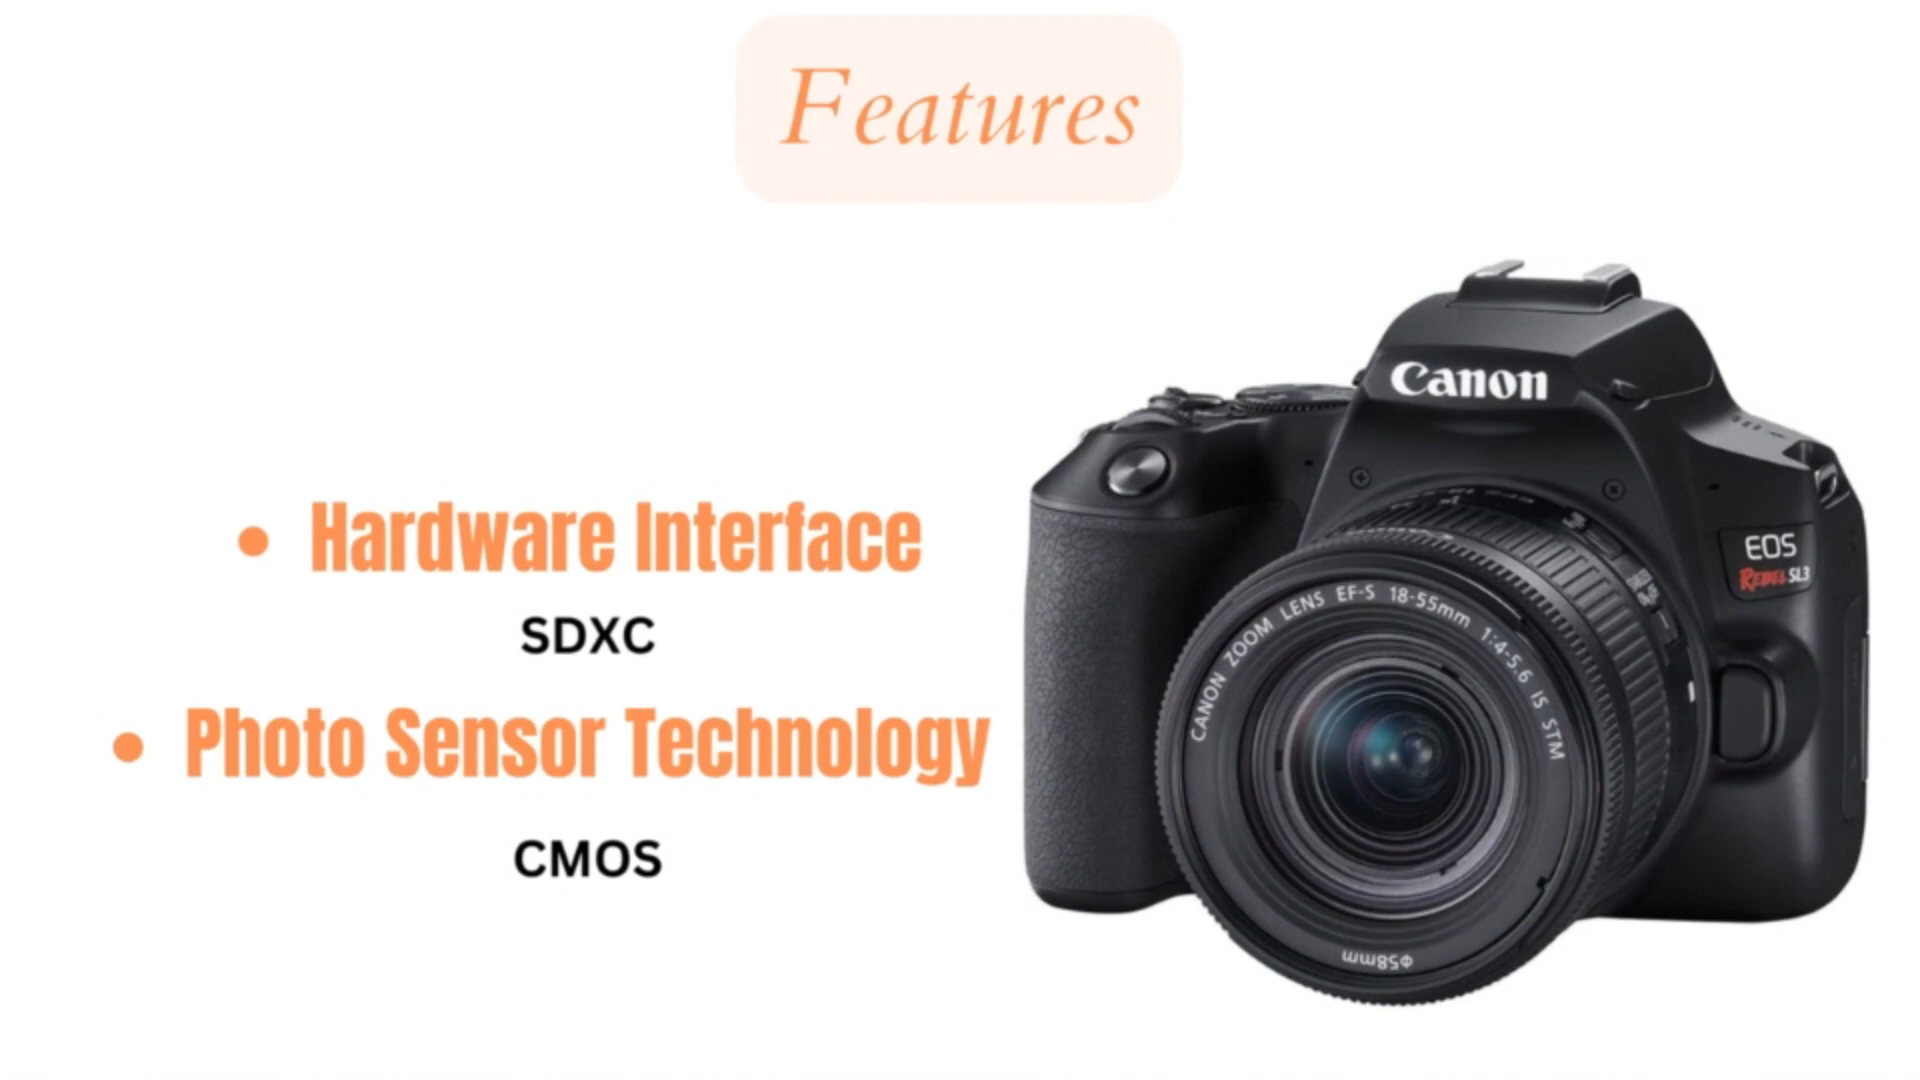 Features
• Hardware Interface
SDXC
• Photo Sensor Technology
CMOS
Canon
EOS
REBEL SL3
CANON ZOOM LENS EF-S 18-55mm 1:4-5.6 IS STM
Φ58mm